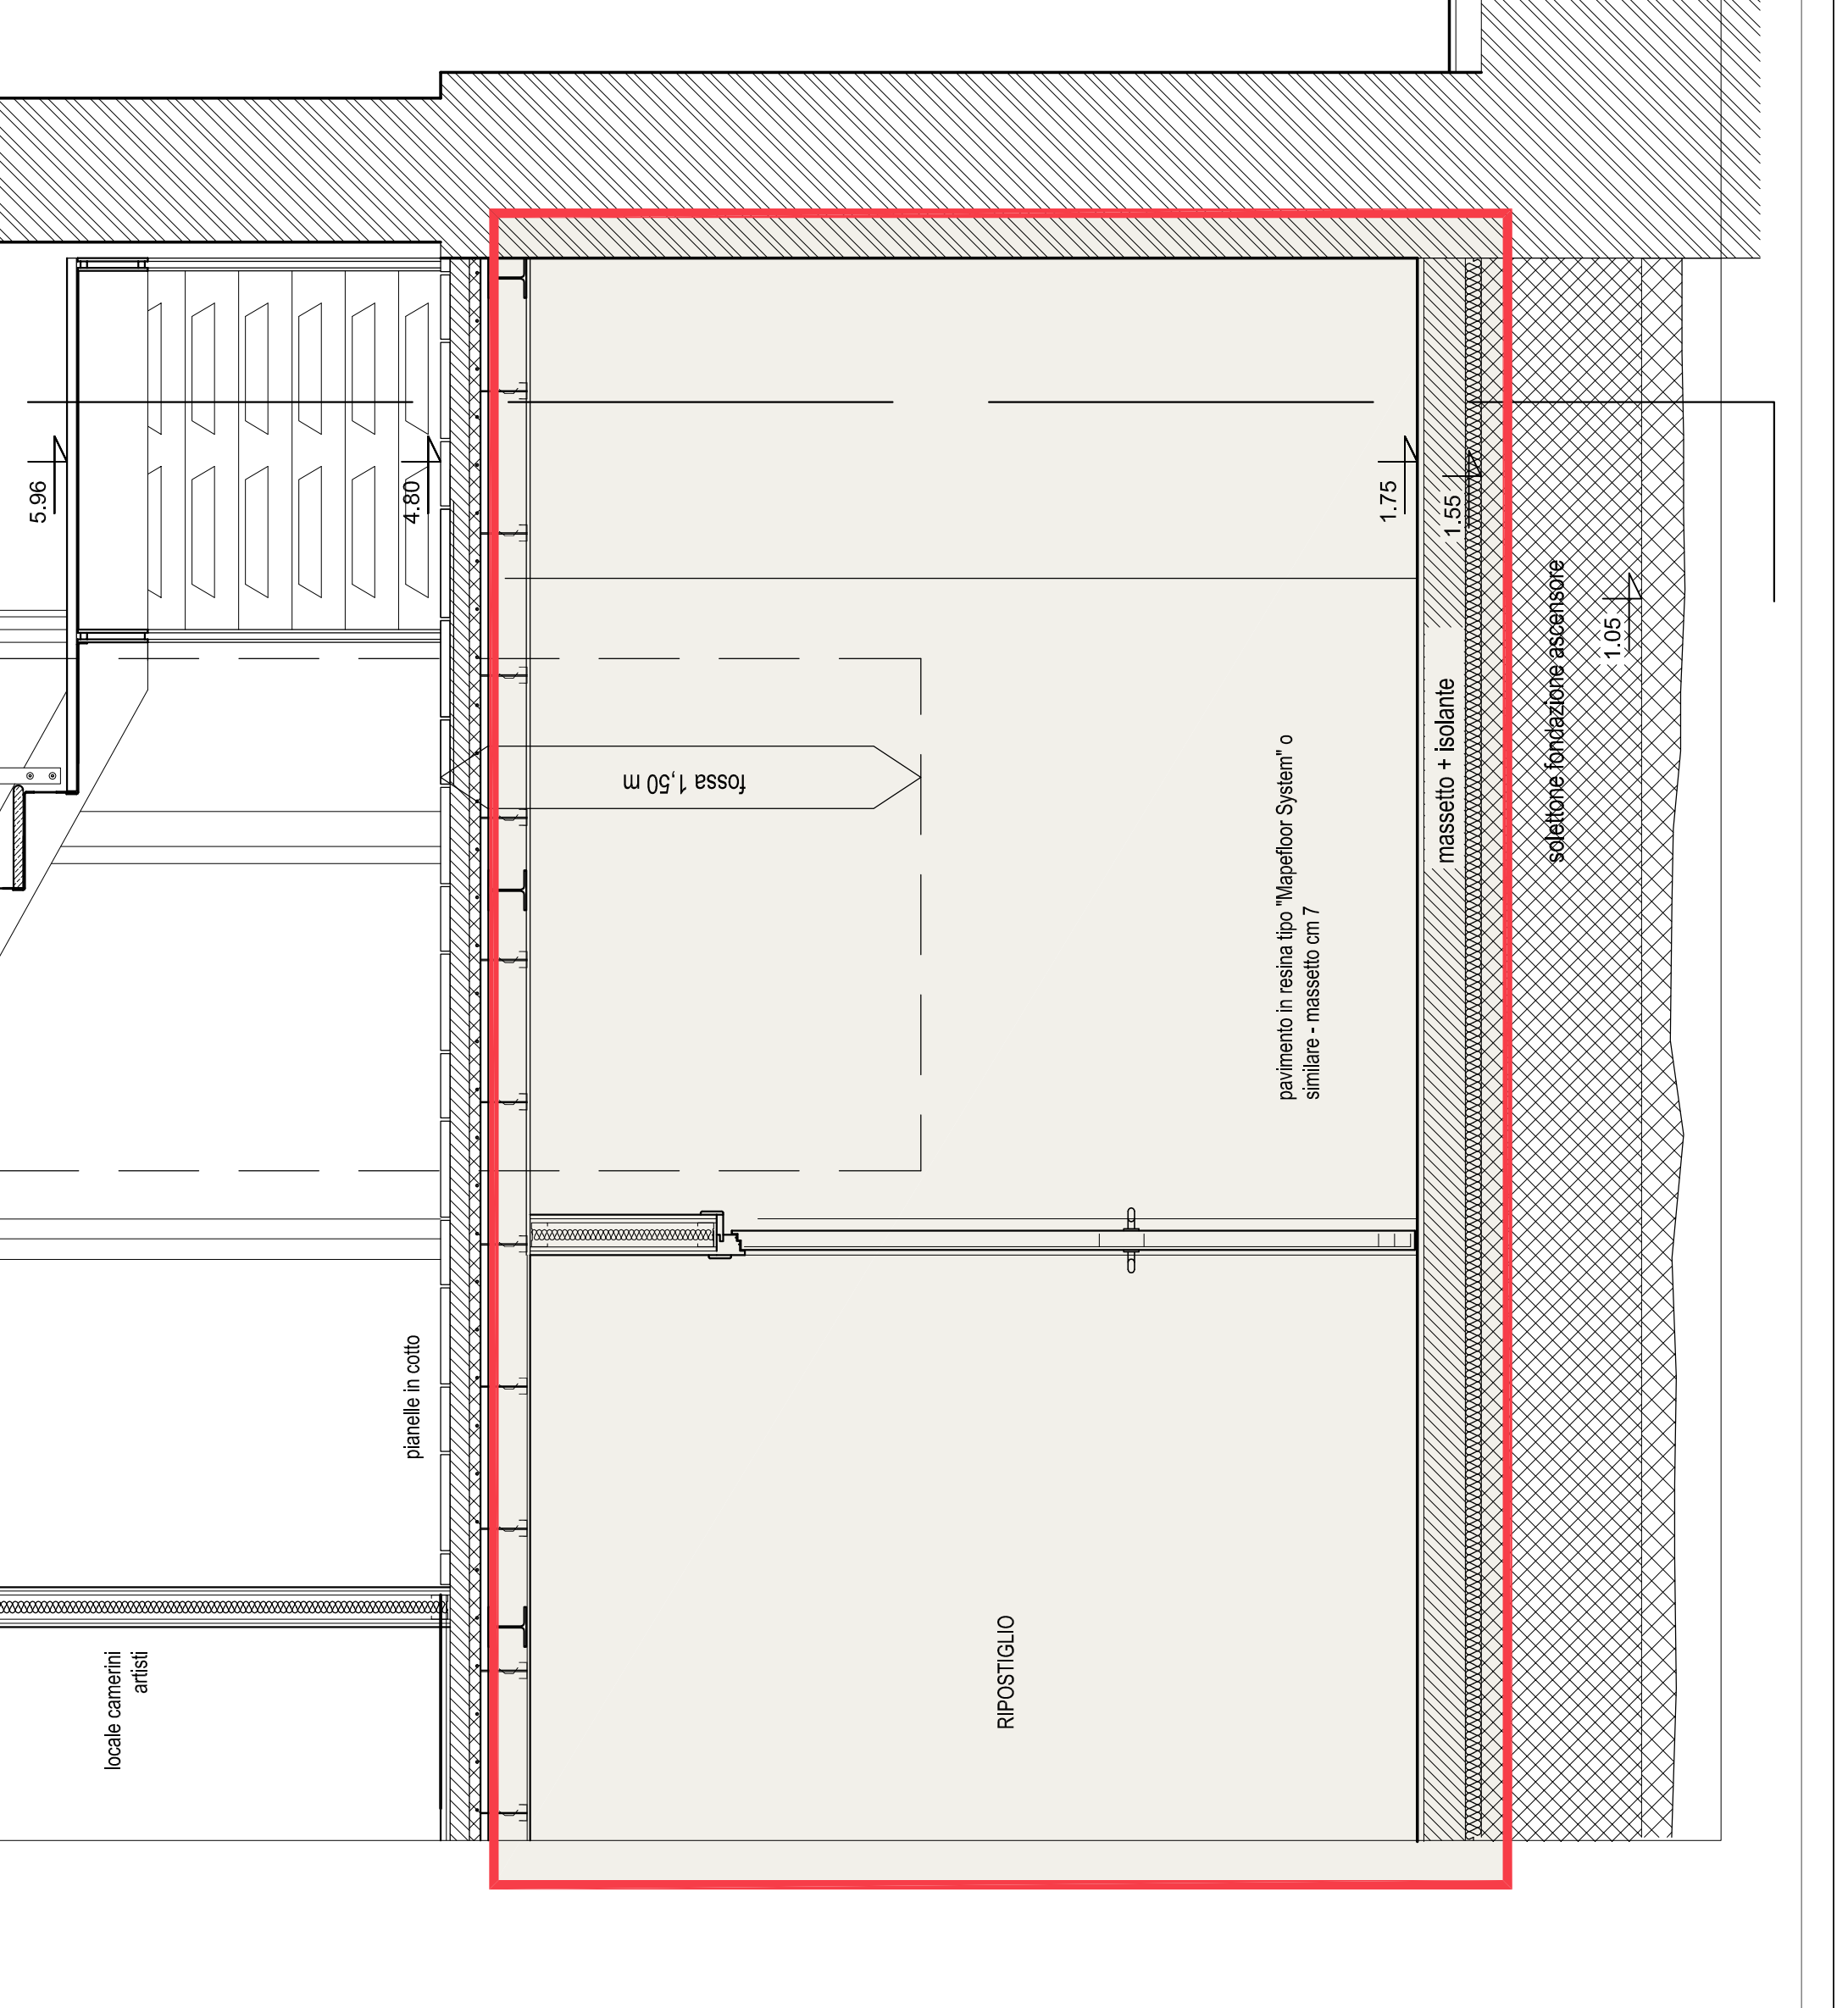 5.96
4.80
1.75
1.55
1.05
fossa 1,50 m
pavimento in resina tipo "Mapefloor System" o
similare - massetto cm 7
massetto + isolante
solettone fondazione ascensore
pianelle in cotto
locale camerini
artisti
RIPOSTIGLIO